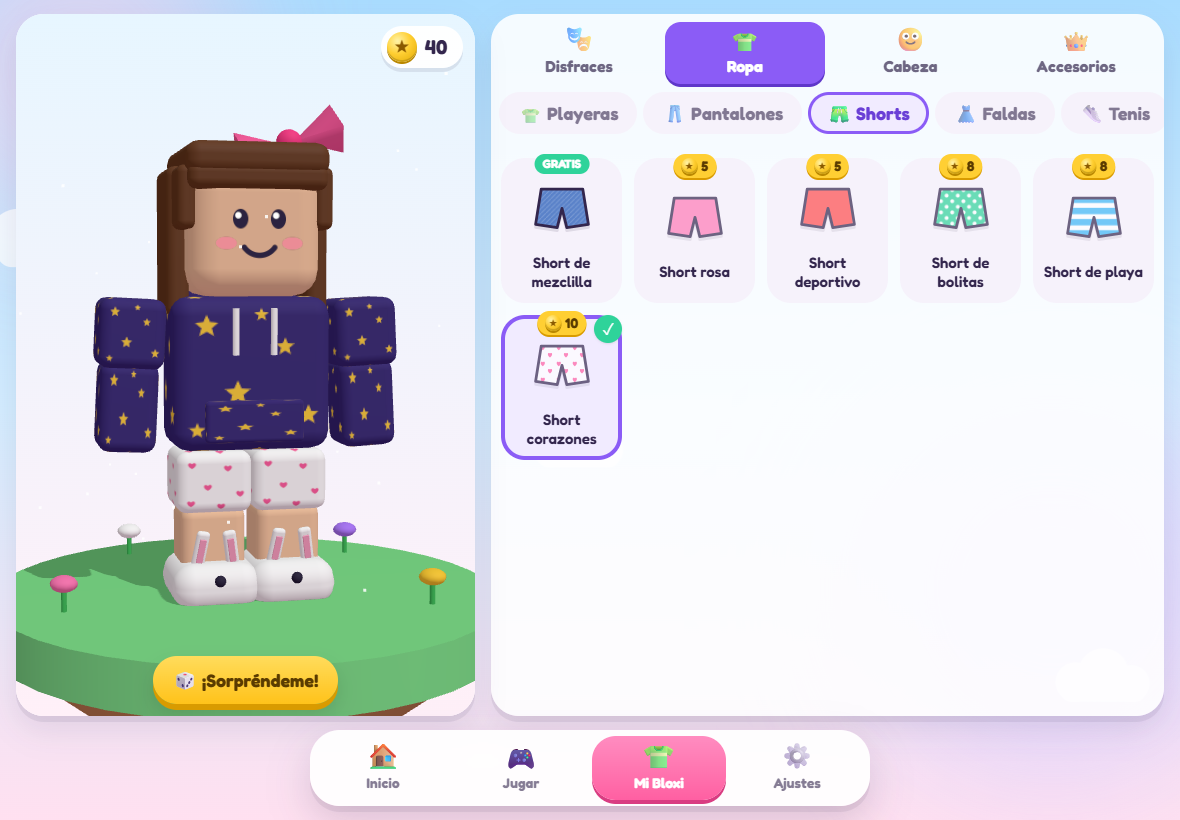 40
Disfraces
Ropa
Cabeza
Accesorios
Playeras
Pantalones
Shorts
Faldas
Tenis
GRATIS
5
5
8
8
Short de
mezclilla
Short rosa
Short
deportivo
Short de
bolitas
Short de playa
10
Short
corazones
¡Sorpréndeme!
Inicio
Jugar
Mi Bloxi
Ajustes